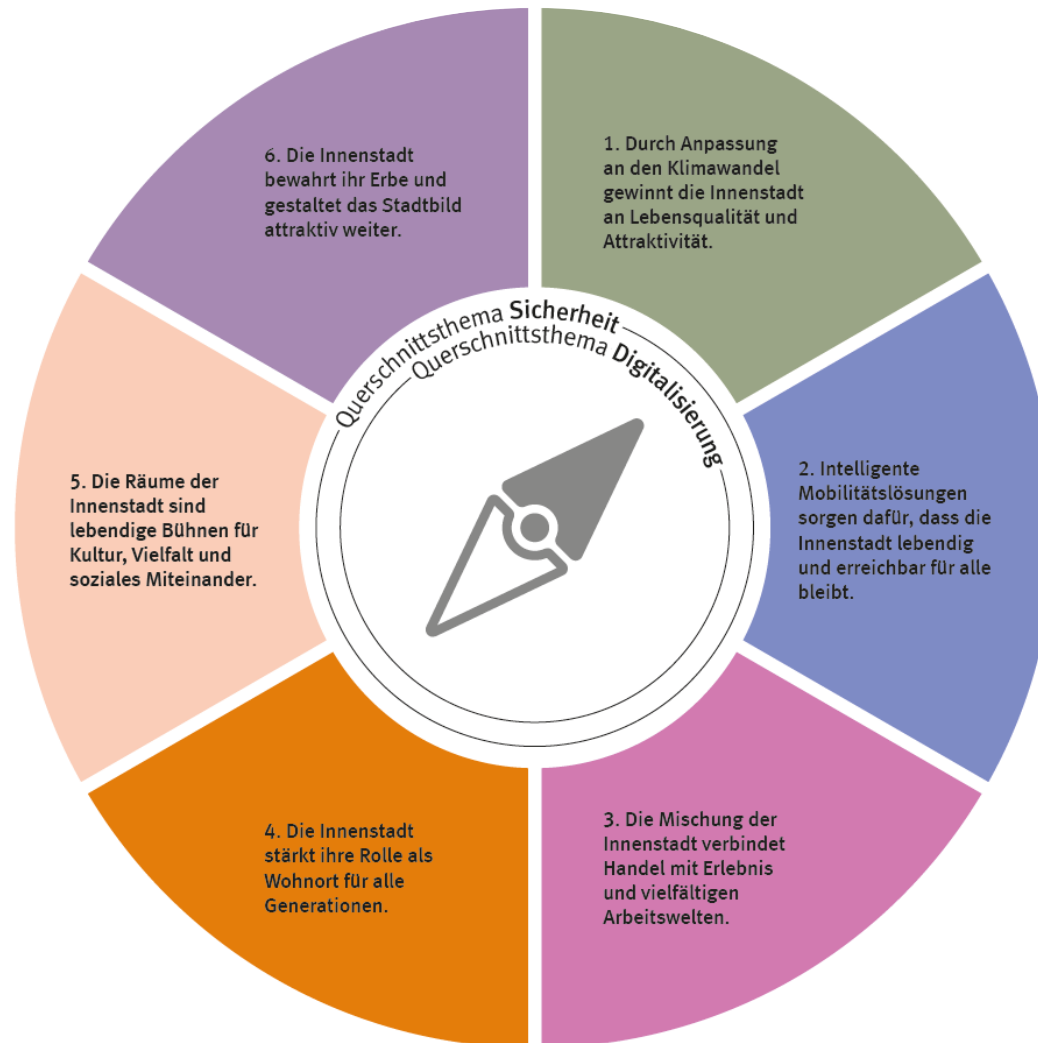 6. Die Innenstadt
bewahrt ihr Erbe und
gestaltet das Stadtbild
attraktiv weiter.
1. Durch Anpassung
an den Klimawandel
gewinnt die Innenstadt
an Lebensqualität und
Attraktivität.
Querschnittsthema Sicherheit
Querschnittsthema Digitalisierung
5. Die Räume der
Innenstadt sind
lebendige Bühnen für
Kultur, Vielfalt und
soziales Miteinander.
2. Intelligente
Mobilitätslösungen
sorgen dafür, dass die
Innenstadt lebendig
und erreichbar für alle
bleibt.
4. Die Innenstadt
stärkt ihre Rolle als
Wohnort für alle
Generationen.
3. Die Mischung der
Innenstadt verbindet
Handel mit Erlebnis
und vielfältigen
Arbeitswelten.